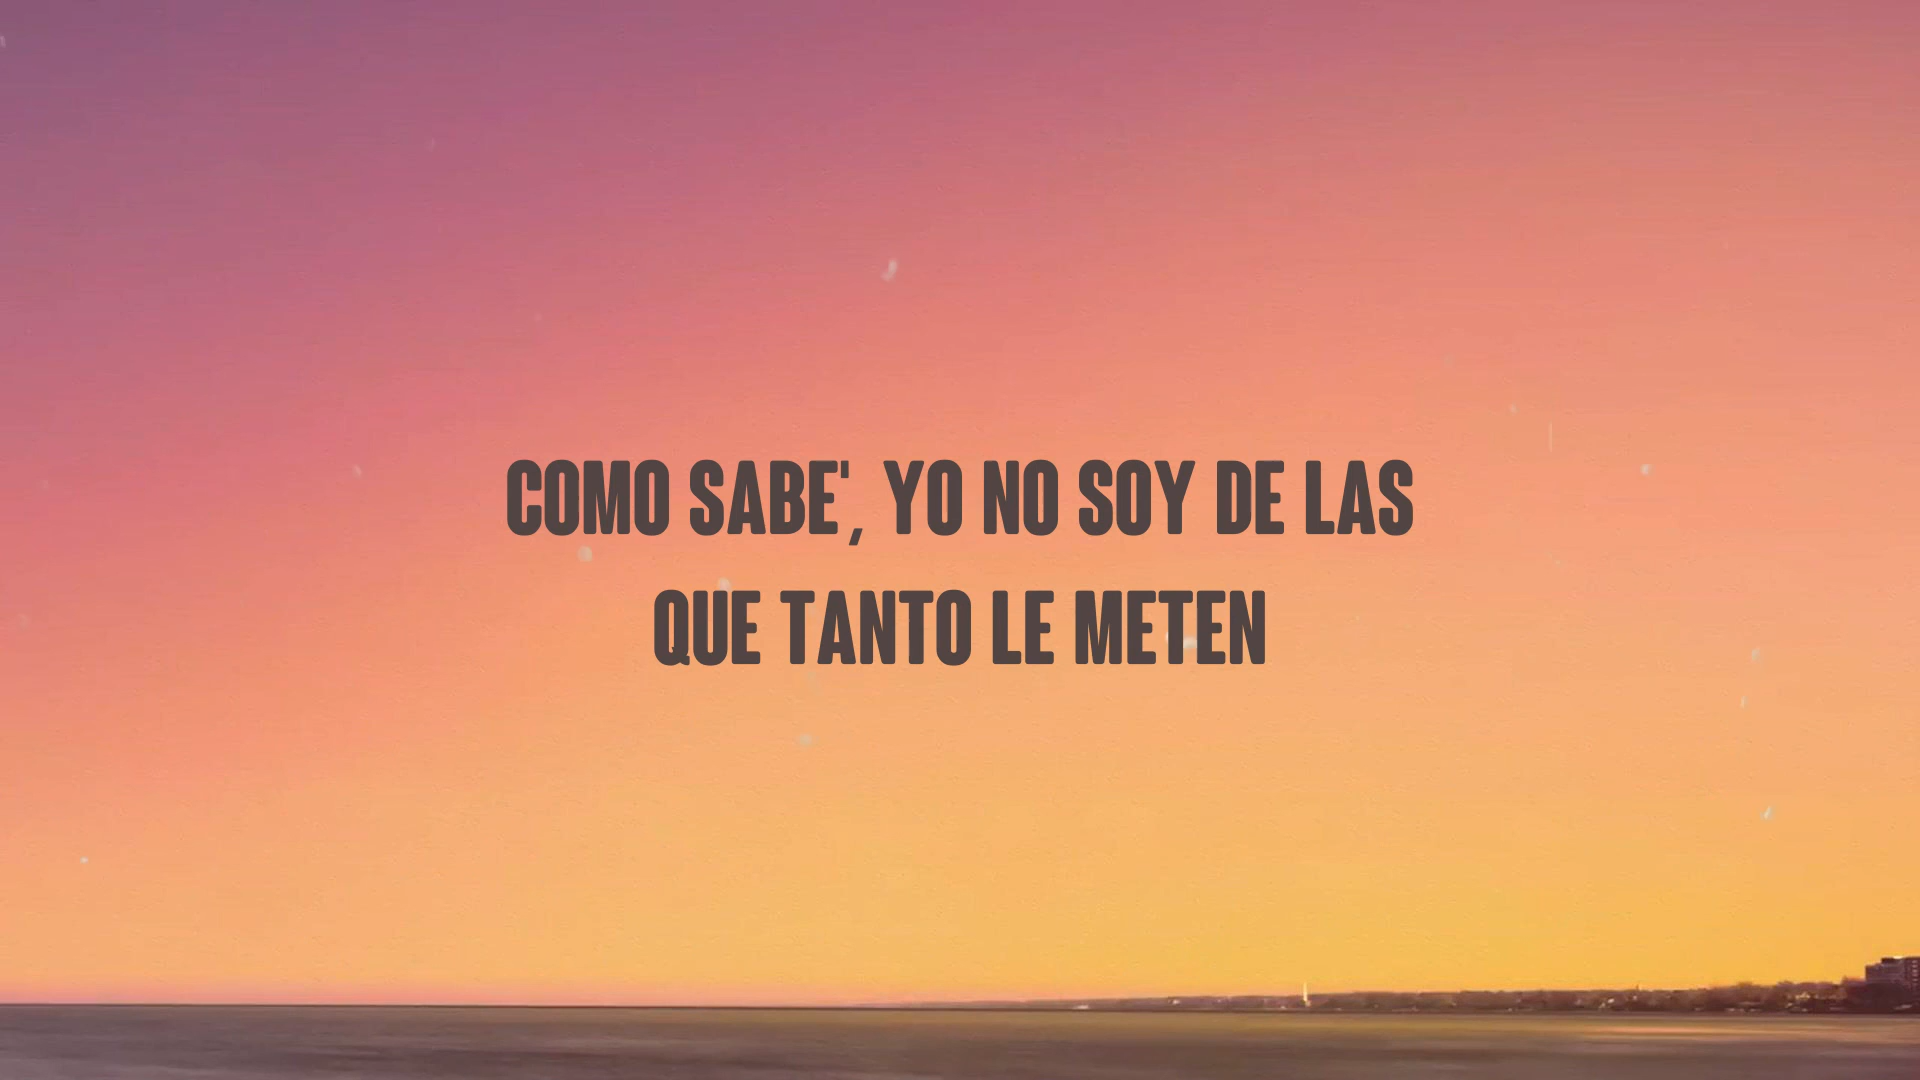 COMO SABE', YO NO SOY DE LAS
QUE TANTO LE METEN